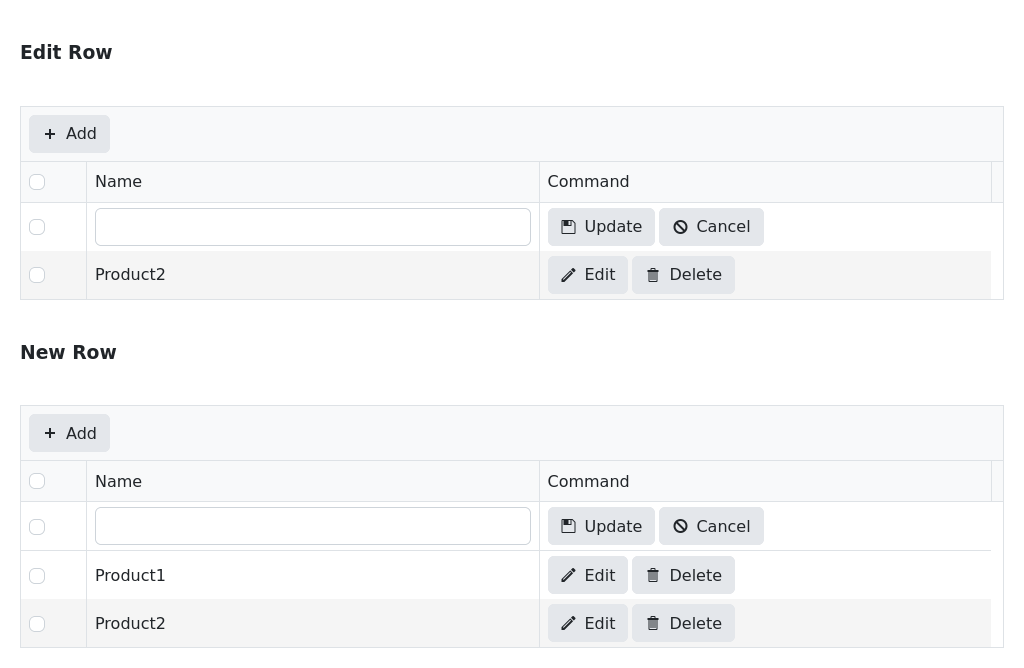 Edit Row
Add
Name Command
Update Cancel
Product2 Edit Delete
New Row
Add
Name Command
Update Cancel
Product1 Edit Delete
Product2 Edit Delete